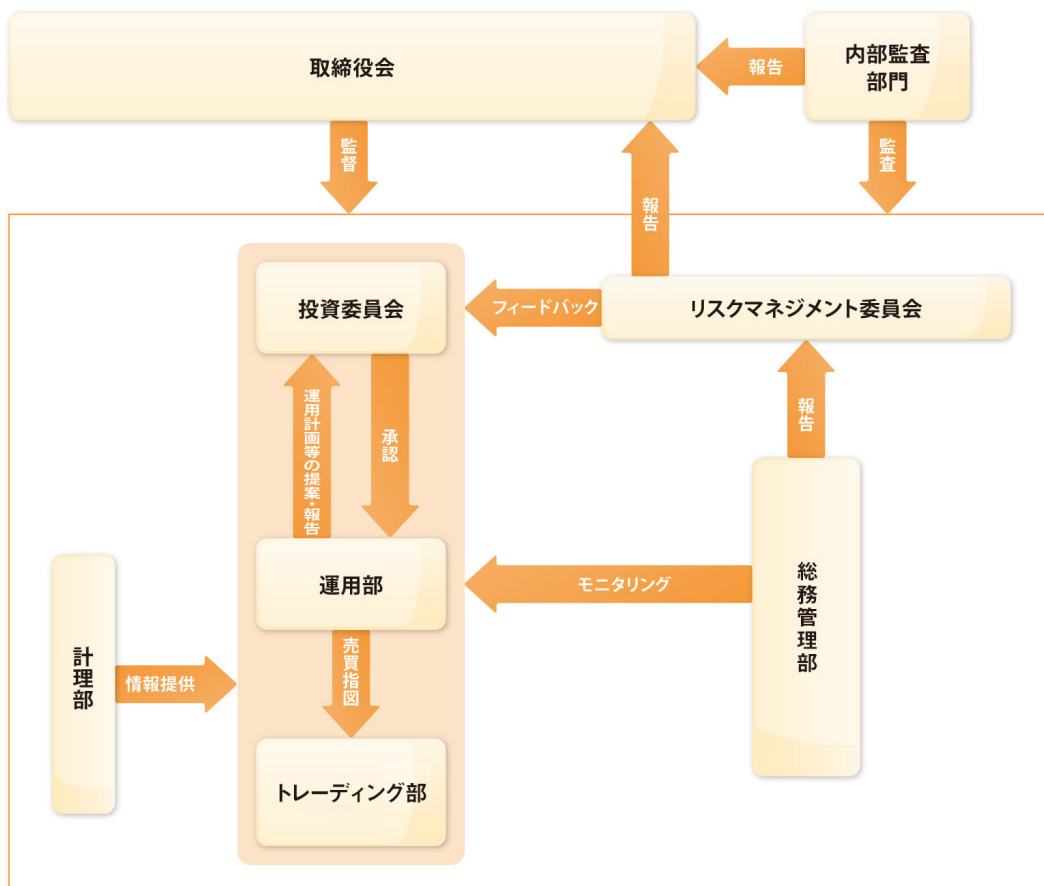 取締役会
報告
内部監査
部門
監督
監査
報告
投資委員会
フィードバック
リスクマネジメント委員会
運用計画等の提案・報告
承認
報告
運用部
モニタリング
総務管理部
売買指図
計理部
情報提供
トレーディング部